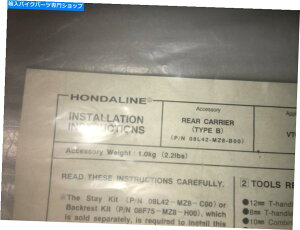 輸入バイクパーツ専門ショップ
HONDALINE®
INSTALLATION
INSTRUCTIONS
Accessory
REAR CARRIER
(TYPE B)
(P/N 08L42-MZ8-B00)
VT
Accessory Weight : 1.0kg (2.2lbs)
READ THESE INSTRUCTIONS CAREFULLY.
2 TOOLS RE
The Stay Kit (P/N 08L42-MZ8-C00) or
Backrest Kit (P/N 08F75-MZ8-H00), which
is sold separately, is required to install this
12mm T-handl
8mm T-handl
10mm Combin